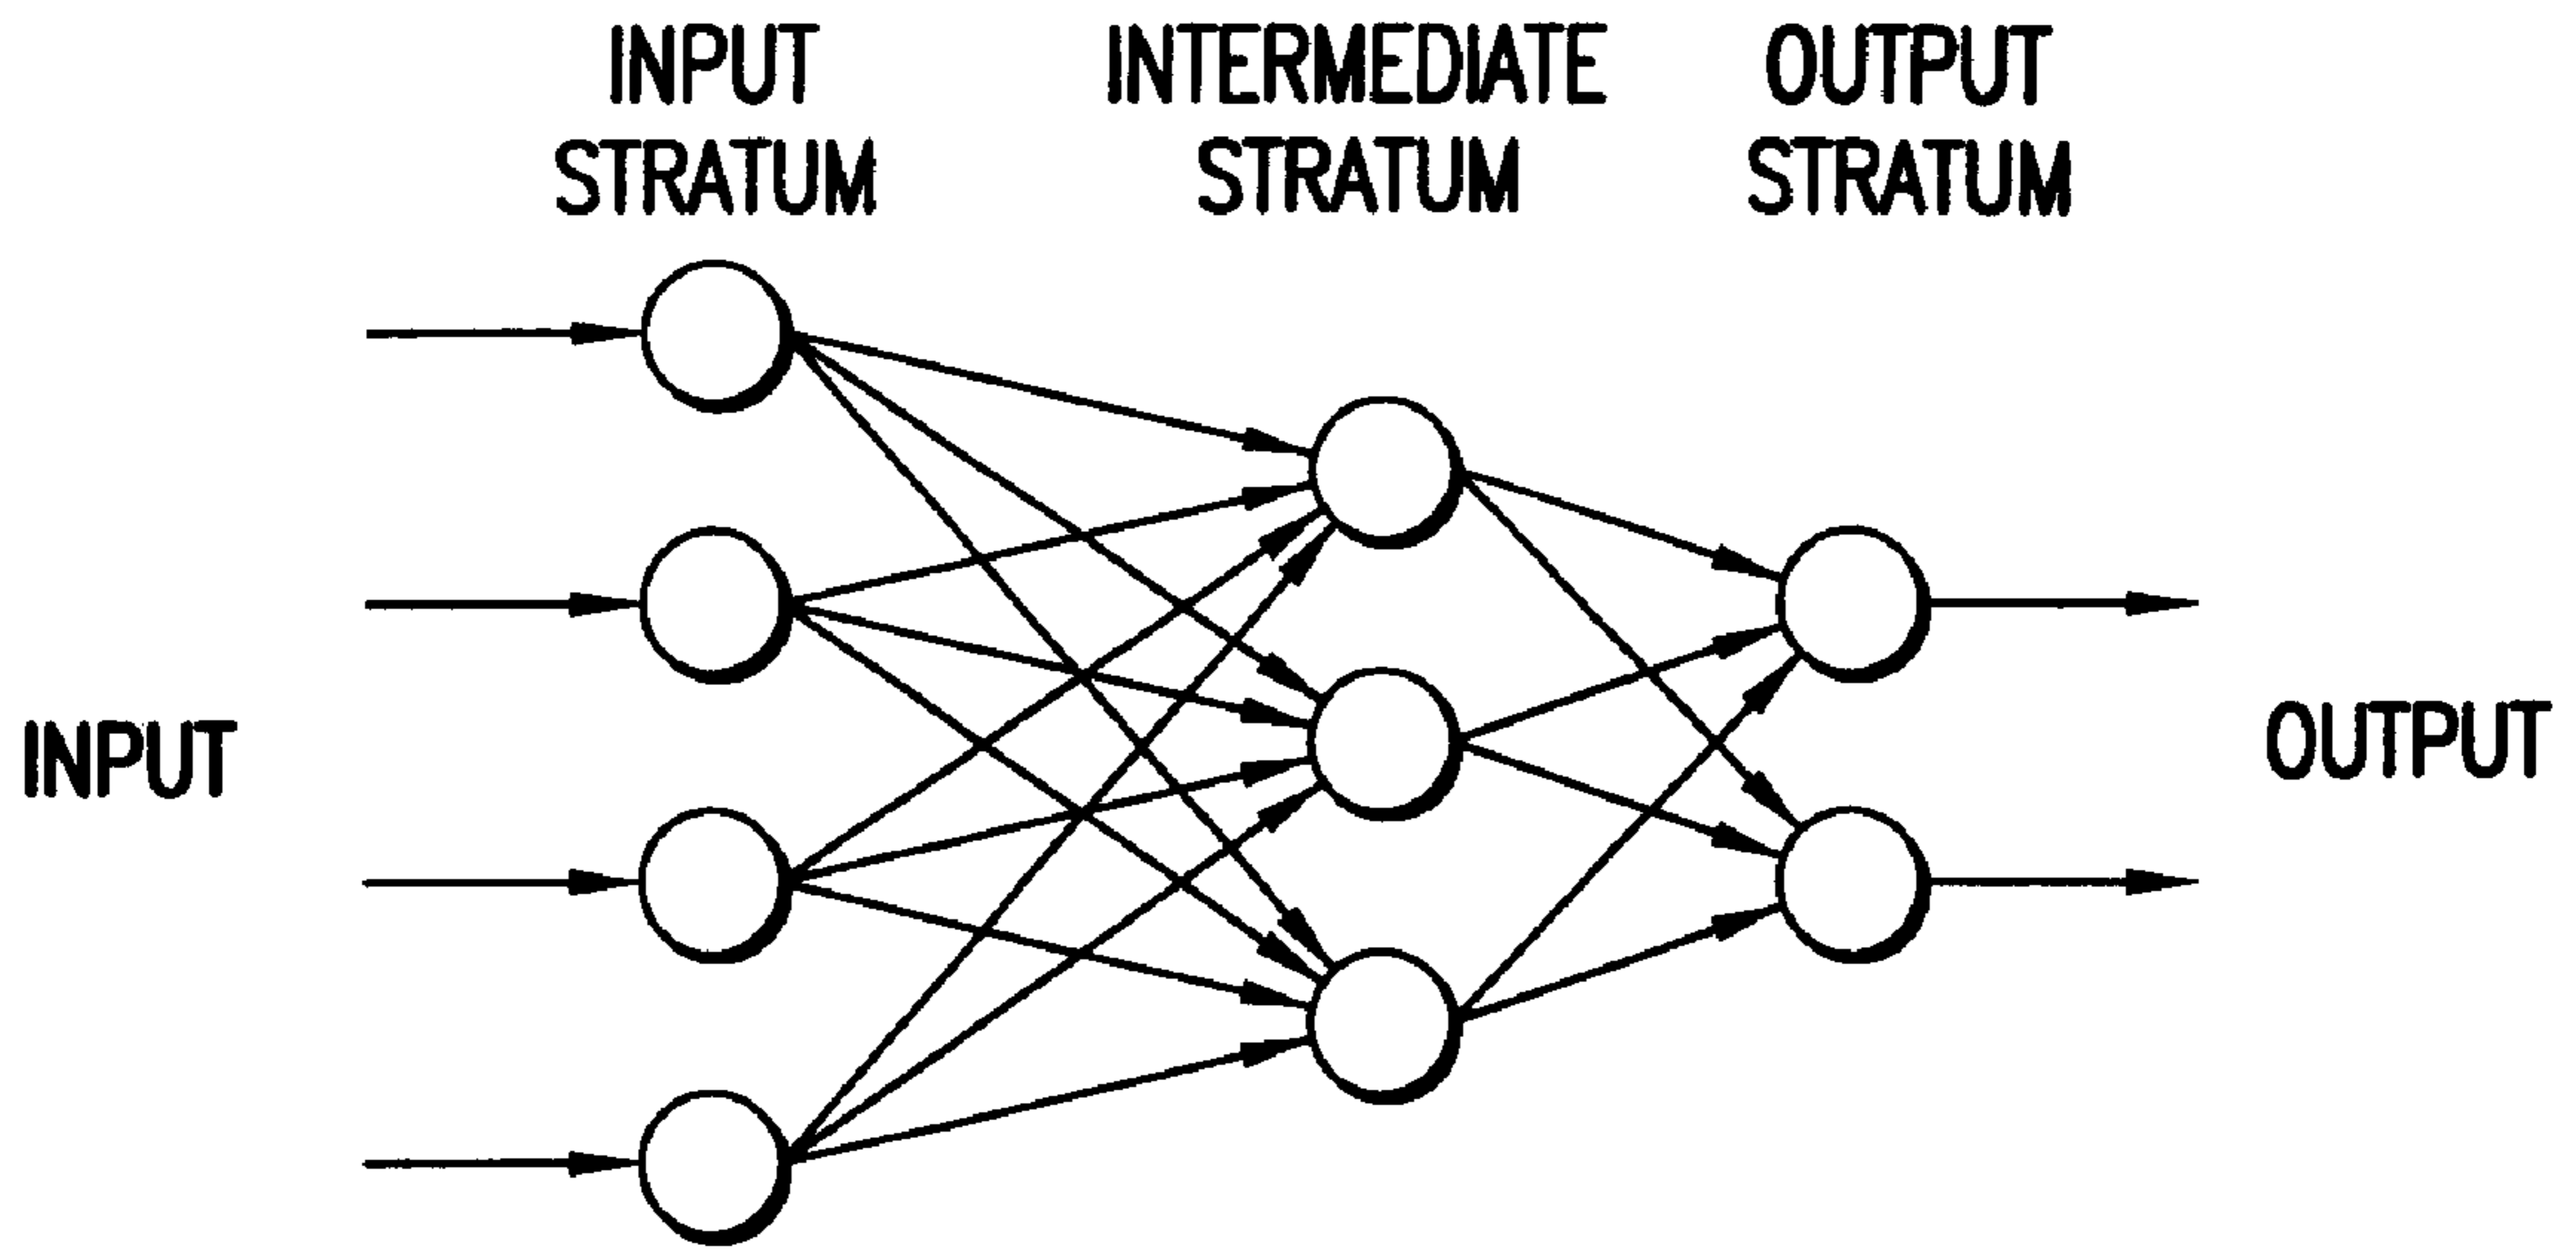 INPUT
STRATUM
INTERMEDIATE
STRATUM
OUTPUT
STRATUM
INPUT
OUTPUT